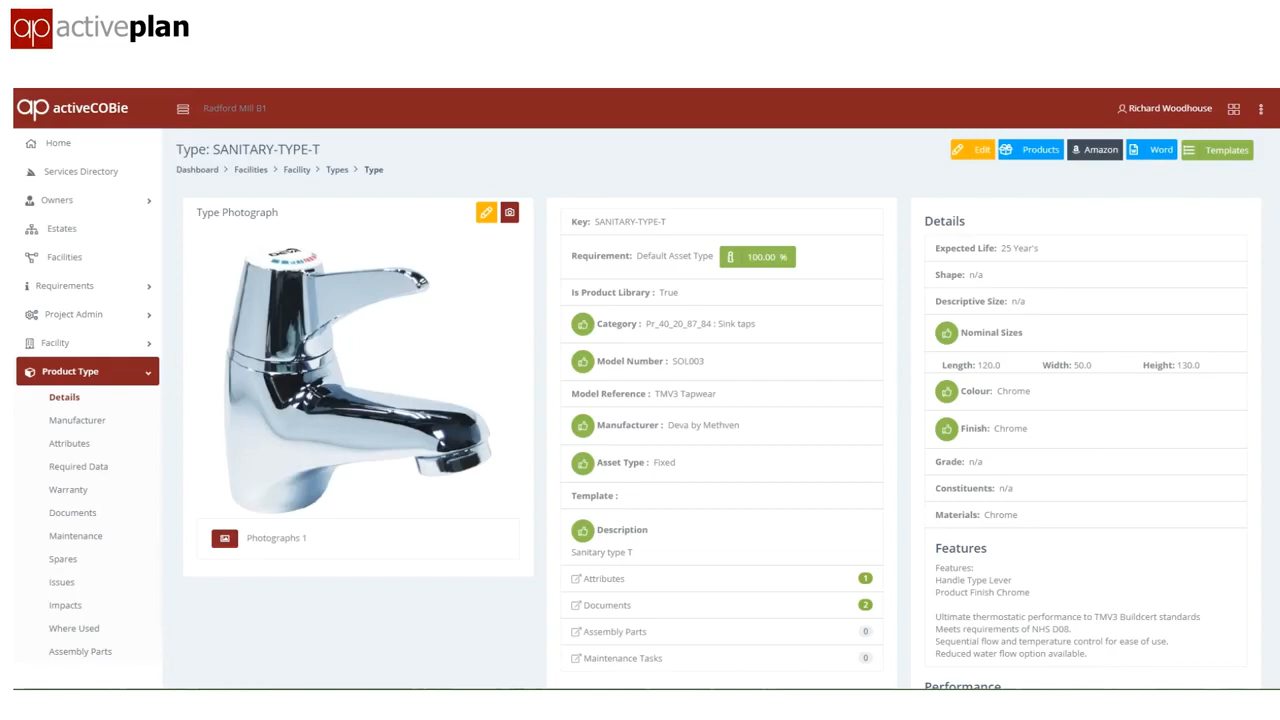 ap activeplan
ap activeCOBie
Radford Mill B1
Richard Woodhouse
Home
Services Directory
Owners
Estates
Facilities
Requirements
Project Admin
Facility
Product Type
Details
Manufacturer
Attributes
Required Data
Warranty
Documents
Maintenance
Spares
Issues
Impacts
Where Used
Assembly Parts
Type: SANITARY-TYPE-T
Dashboard > Facilities > Facility > Types > Type
Edit
Products
Amazon
Word
Templates
Type Photograph
DEVA
Photographs 1
Key: SANITARY-TYPE-T
Requirement: Default Asset Type 100.00 %
Is Product Library : True
Category : Pr_40_20_87_84 : Sink taps
Model Number : SOL003
Model Reference : TMV3 Tapwear
Manufacturer : Deva by Methven
Asset Type : Fixed
Template :
Description
Sanitary type T
Attributes 1
Documents 2
Assembly Parts 0
Maintenance Tasks 0
Details
Expected Life: 25 Year's
Shape: n/a
Descriptive Size: n/a
Nominal Sizes
Length: 120.0 Width: 50.0 Height: 130.0
Colour: Chrome
Finish: Chrome
Grade: n/a
Constituents: n/a
Materials: Chrome
Features
Features:
Handle Type Lever
Product Finish Chrome
Ultimate thermostatic performance to TMV3 Buildcert standards
Meets requirements of NHS D08.
Sequential flow and temperature control for ease of use.
Reduced water flow option available.
Performance